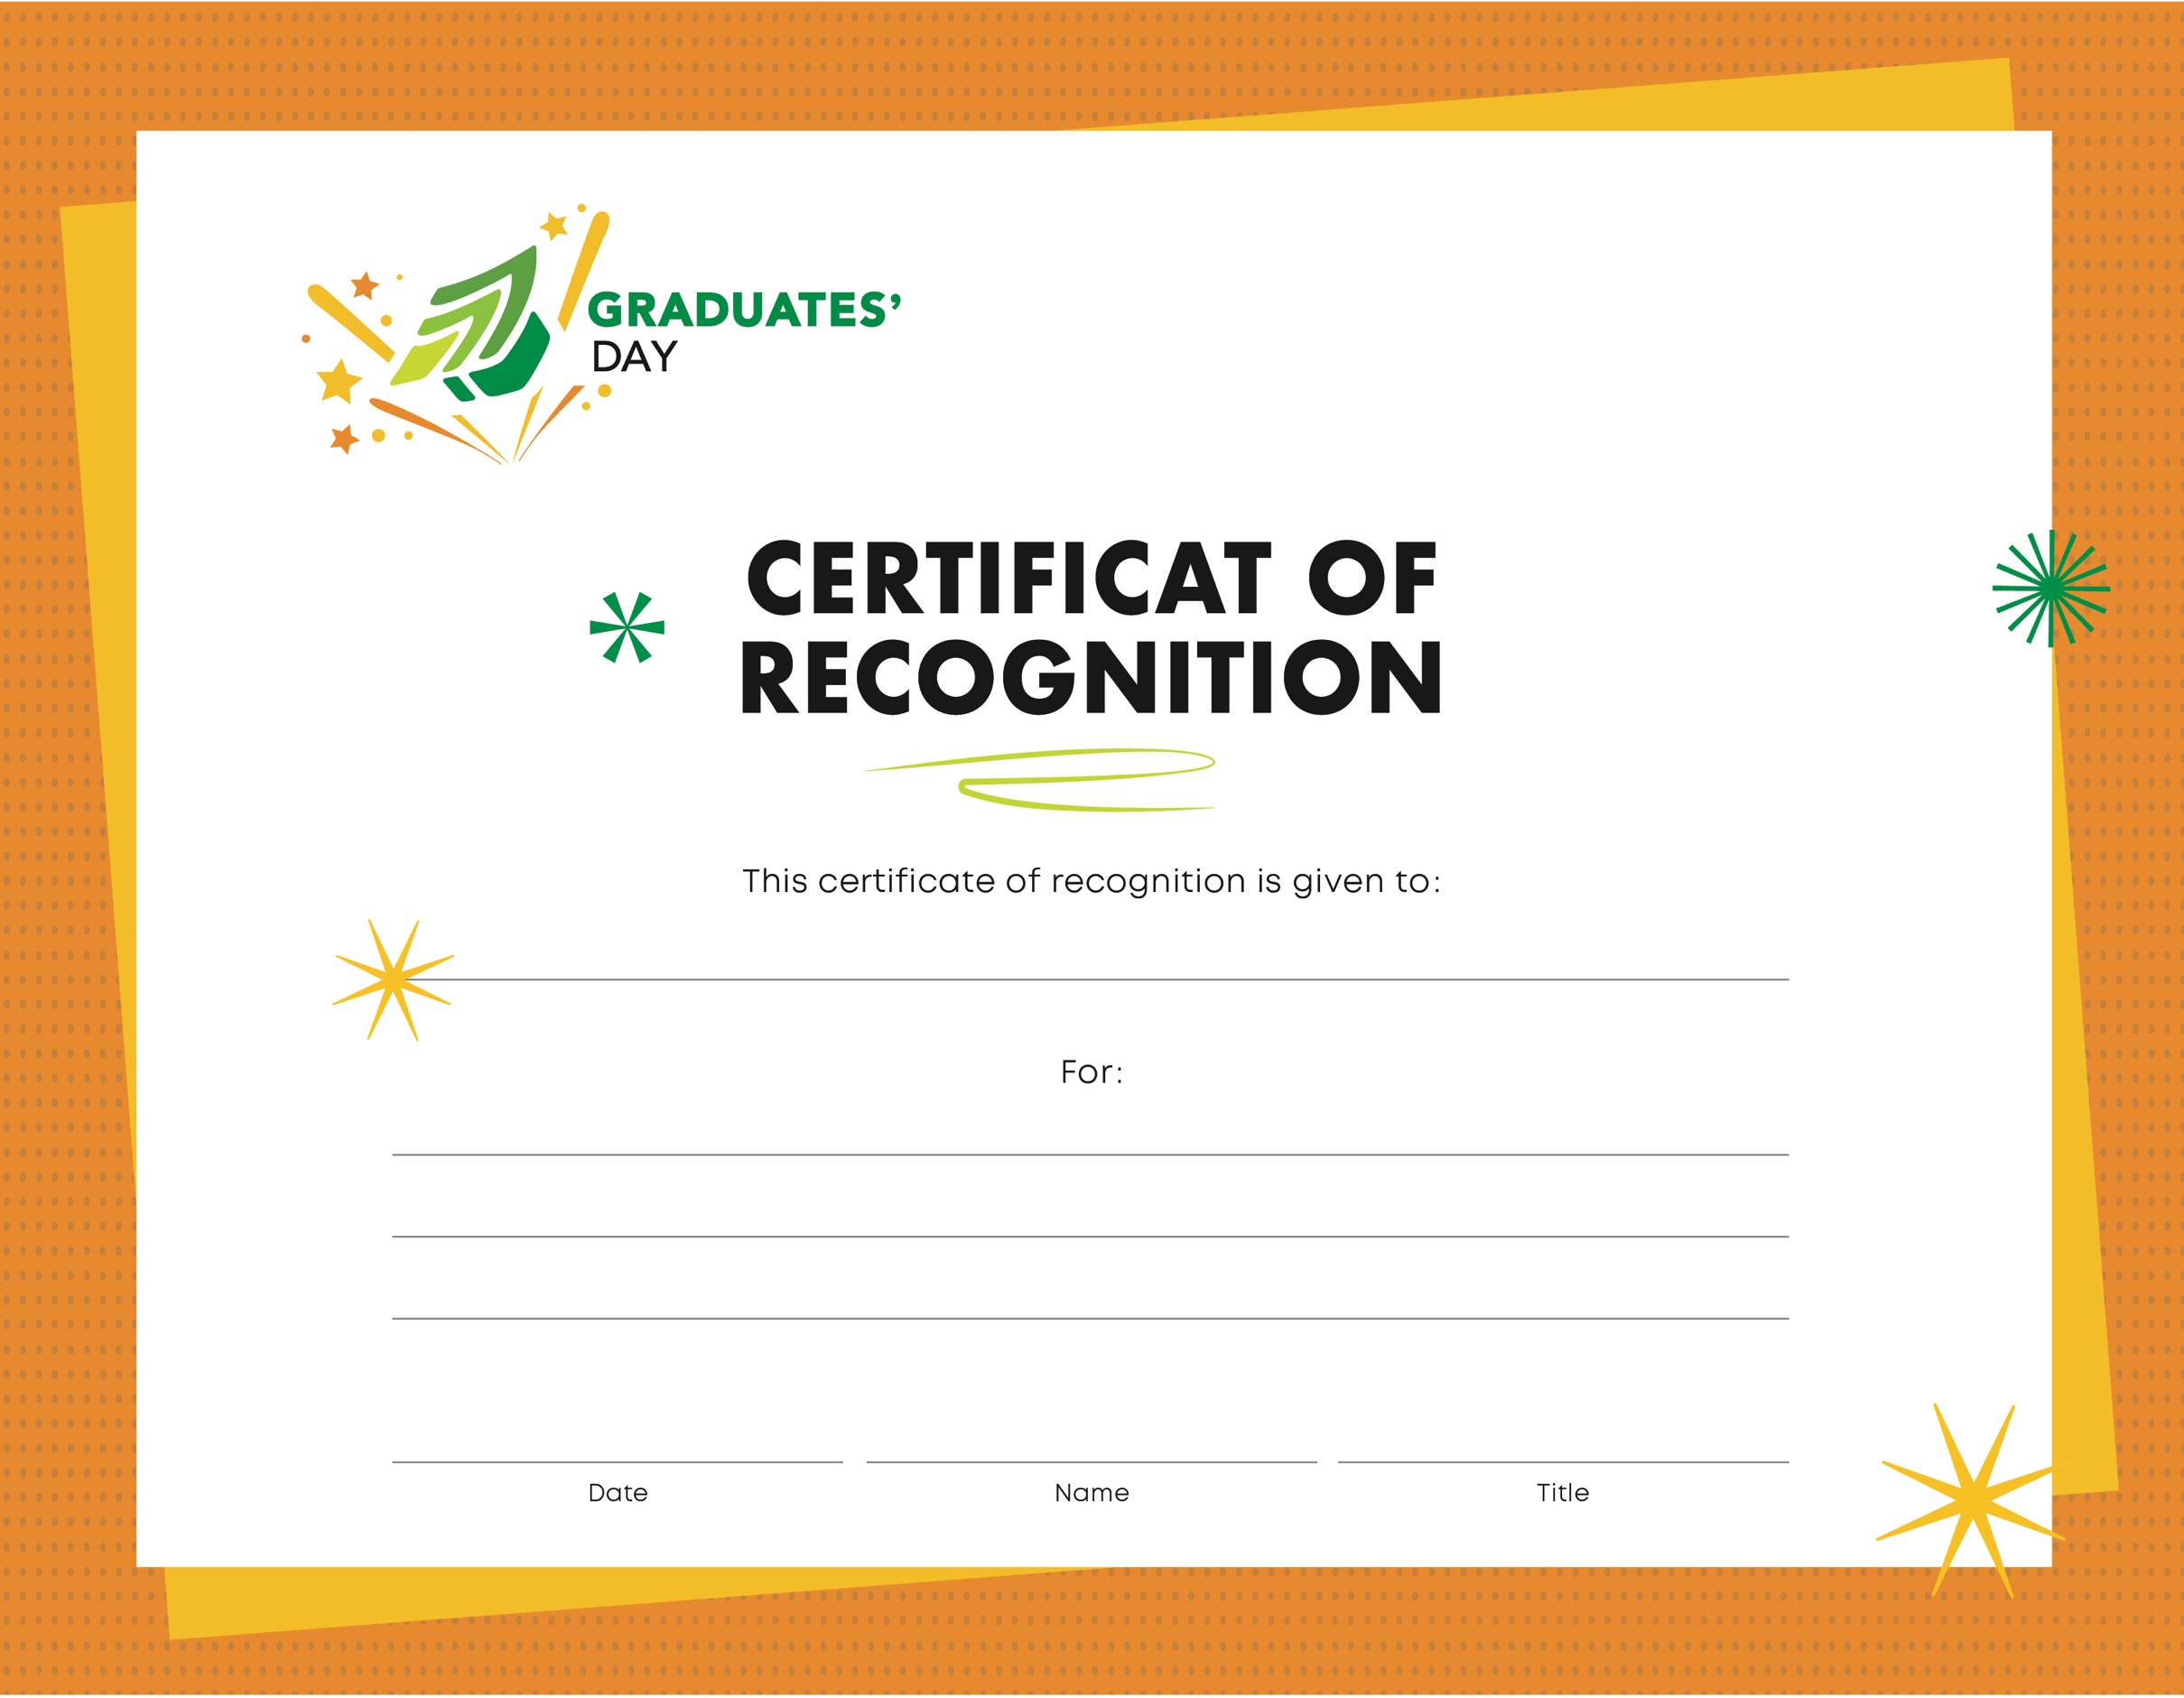 GRADUATES’
DAY
CERTIFICAT OF
RECOGNITION
This certificate of recognition is given to:
For:
Date
Name
Title